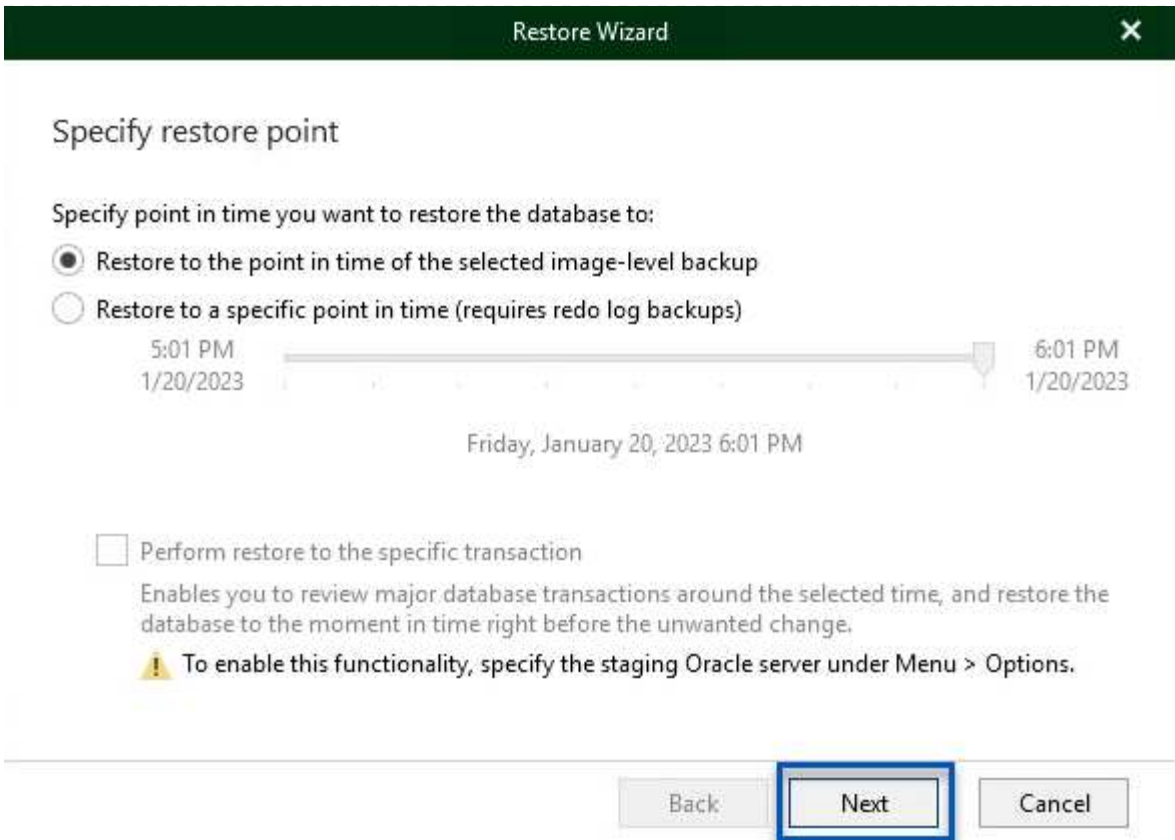 Restore Wizard
Specify restore point
Specify point in time you want to restore the database to:
Restore to the point in time of the selected image-level backup
Restore to a specific point in time (requires redo log backups)
5:01 PM
1/20/2023
6:01 PM
1/20/2023
Friday, January 20, 2023 6:01 PM
Perform restore to the specific transaction
Enables you to review major database transactions around the selected time, and restore the
database to the moment in time right before the unwanted change.
To enable this functionality, specify the staging Oracle server under Menu > Options.
Back
Next
Cancel